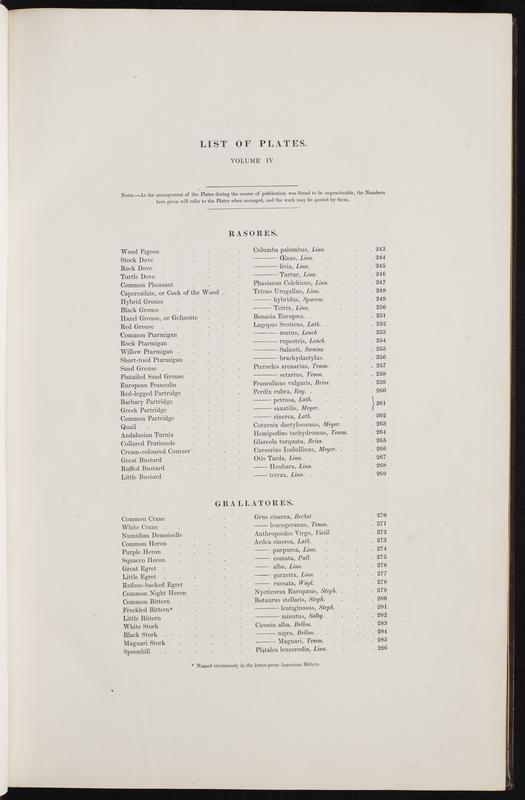 LIST OF PLATES.
VOLUME IV.
NOTE.—As the arrangement of the Plates during the course of publication was found to be impracticable, the Numbers
here given will refer to the Plates when arranged, and the work may be quoted by them.
RASORES.
Wood Pigeon . . . . . Columba palumbus, Linn. . . . 243
Stock Dove . . . . . ——— Œnas, Linn. . . . 244
Rock Dove . . . . . ——— livia, Linn. . . . 245
Turtle Dove . . . . . ——— Turtur, Linn. . . . 246
Common Pheasant . . . . . Phasianus Colchicus, Linn. . . . 247
Capercailzie, or Cock of the Wood . . Tetrao Urogallus, Linn. . . . 248
Hybrid Grouse . . . . . ——— hybridus, Sparrm. . . . 249
Black Grouse . . . . . ——— Tetrix, Linn. . . . 250
Hazel Grouse, or Gelinotte . . . Bonasia Europæa. . . . 251
Red Grouse . . . . . Lagopus Scoticus, Lath. . . . 252
Common Ptarmigan . . . . ——— mutus, Leach . . . 253
Rock Ptarmigan . . . . ——— rupestris, Leach. . . . 254
Willow Ptarmigan . . . . ——— Saliceti, Swains. . . . 255
Short-toed Ptarmigan . . . . ——— brachydactylus. . . . 256
Sand Grouse . . . . . Pterocles arenarius, Temm. . . . 257
Pintailed Sand Grouse . . . . ——— setarius, Temm. . . . 258
European Francolin . . . . Francolinus vulgaris, Briss. . . . 259
Red-legged Partridge . . . . Perdix rubra, Ray. . . . 260
Barbary Partridge . . . . ——— petrosa, Lath. . . . } 261
Greek Partridge . . . . ——— saxatilis, Meyer. . . . }
Common Partridge . . . . ——— cinerea, Lath. . . . 262
Quail . . . . . Coturnix dactylisonans, Meyer. . . 263
Andalusian Turnix . . . . Hemipodius tachydromus, Temm. . . 264
Collared Pratincole . . . . Glareola torquata, Briss. . . . 265
Cream-coloured Courser . . . . Cursorius Isabellinus, Meyer. . . . 266
Great Bustard . . . . . Otis Tarda, Linn. . . . 267
Ruffed Bustard . . . . . —— Houbara, Linn. . . . 268
Little Bustard . . . . . —— tetrax, Linn. . . . 269
GRALLATORES.
Common Crane . . . . . Grus cinerea, Bechst. . . . 270
White Crane . . . . . —— leucogeranus, Temm. . . . 271
Numidian Demoiselle . . . . Anthropoides Virgo, Vieill. . . . 272
Common Heron . . . . . Ardea cinerea, Lath. . . . 273
Purple Heron . . . . . —— purpurea, Linn. . . . 274
Squacco Heron . . . . . —— comata, Pall. . . . 275
Great Egret . . . . . —— alba, Linn. . . . 276
Little Egret . . . . . —— garzetta, Linn. . . . 277
Rufous-backed Egret . . . . —— russata, Wagl. . . . 278
Common Night Heron . . . . Nycticorax Europæus, Steph. . . . 279
Common Bittern . . . . . Botaurus stellaris, Steph. . . . 280
Freckled Bittern* . . . . ——— lentiginosus, Steph. . . . 281
Little Bittern . . . . . ——— minutus, Selby. . . . 282
White Stork . . . . . Ciconia alba, Bellon. . . . 283
Black Stork . . . . . ——— nigra, Bellon. . . . 284
Maguari Stork . . . . . ——— Maguari, Temm. . . . 285
Spoonbill . . . . . Platalea leucorodia, Linn. . . . 286
* Named erroneously in the letter-press American Bittern.